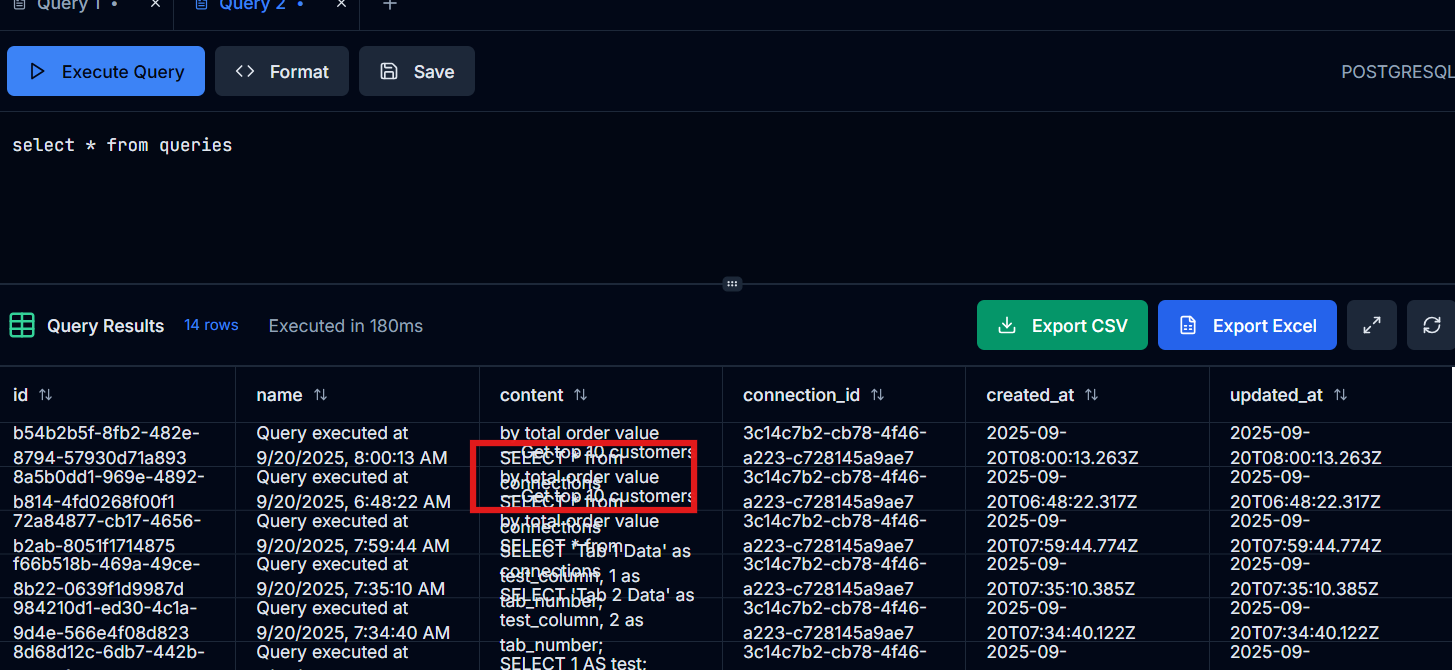 Query 1
Query 2
Execute Query
Format
Save
POSTGRESQL
select * from queries
Query Results
14 rows
Executed in 180ms
Export CSV
Export Excel
id
name
content
connection_id
created_at
updated_at
b54b2b5f-8fb2-482e-
8794-57930d71a893
Query executed at
9/20/2025, 8:00:13 AM
by total order value
-- Get top 10 customers
SELECT * from
connections
3c14c7b2-cb78-4f46-
a223-c728145a9ae7
2025-09-
20T08:00:13.263Z
2025-09-
20T08:00:13.263Z
8a5b0dd1-969e-4892-
b814-4fd0268f00f1
Query executed at
9/20/2025, 6:48:22 AM
by total order value
-- Get top 10 customers
SELECT * from
connections
3c14c7b2-cb78-4f46-
a223-c728145a9ae7
2025-09-
20T06:48:22.317Z
2025-09-
20T06:48:22.317Z
72a84877-cb17-4656-
b2ab-8051f1714875
Query executed at
9/20/2025, 7:59:44 AM
by total order value
SELECT * from
connections
3c14c7b2-cb78-4f46-
a223-c728145a9ae7
2025-09-
20T07:59:44.774Z
2025-09-
20T07:59:44.774Z
f66b518b-469a-49ce-
8b22-0639f1d9987d
Query executed at
9/20/2025, 7:35:10 AM
SELECT 'Tab 1 Data' as
test_column, 1 as
tab_number;
3c14c7b2-cb78-4f46-
a223-c728145a9ae7
2025-09-
20T07:35:10.385Z
2025-09-
20T07:35:10.385Z
984210d1-ed30-4c1a-
9d4e-566e4f08d823
Query executed at
9/20/2025, 7:34:40 AM
SELECT 'Tab 2 Data' as
test_column, 2 as
tab_number;
3c14c7b2-cb78-4f46-
a223-c728145a9ae7
2025-09-
20T07:34:40.122Z
2025-09-
20T07:34:40.122Z
8d68d12c-6db7-442b-
Query executed at
SELECT 1 AS test;
3c14c7b2-cb78-4f46-
2025-09-
2025-09-